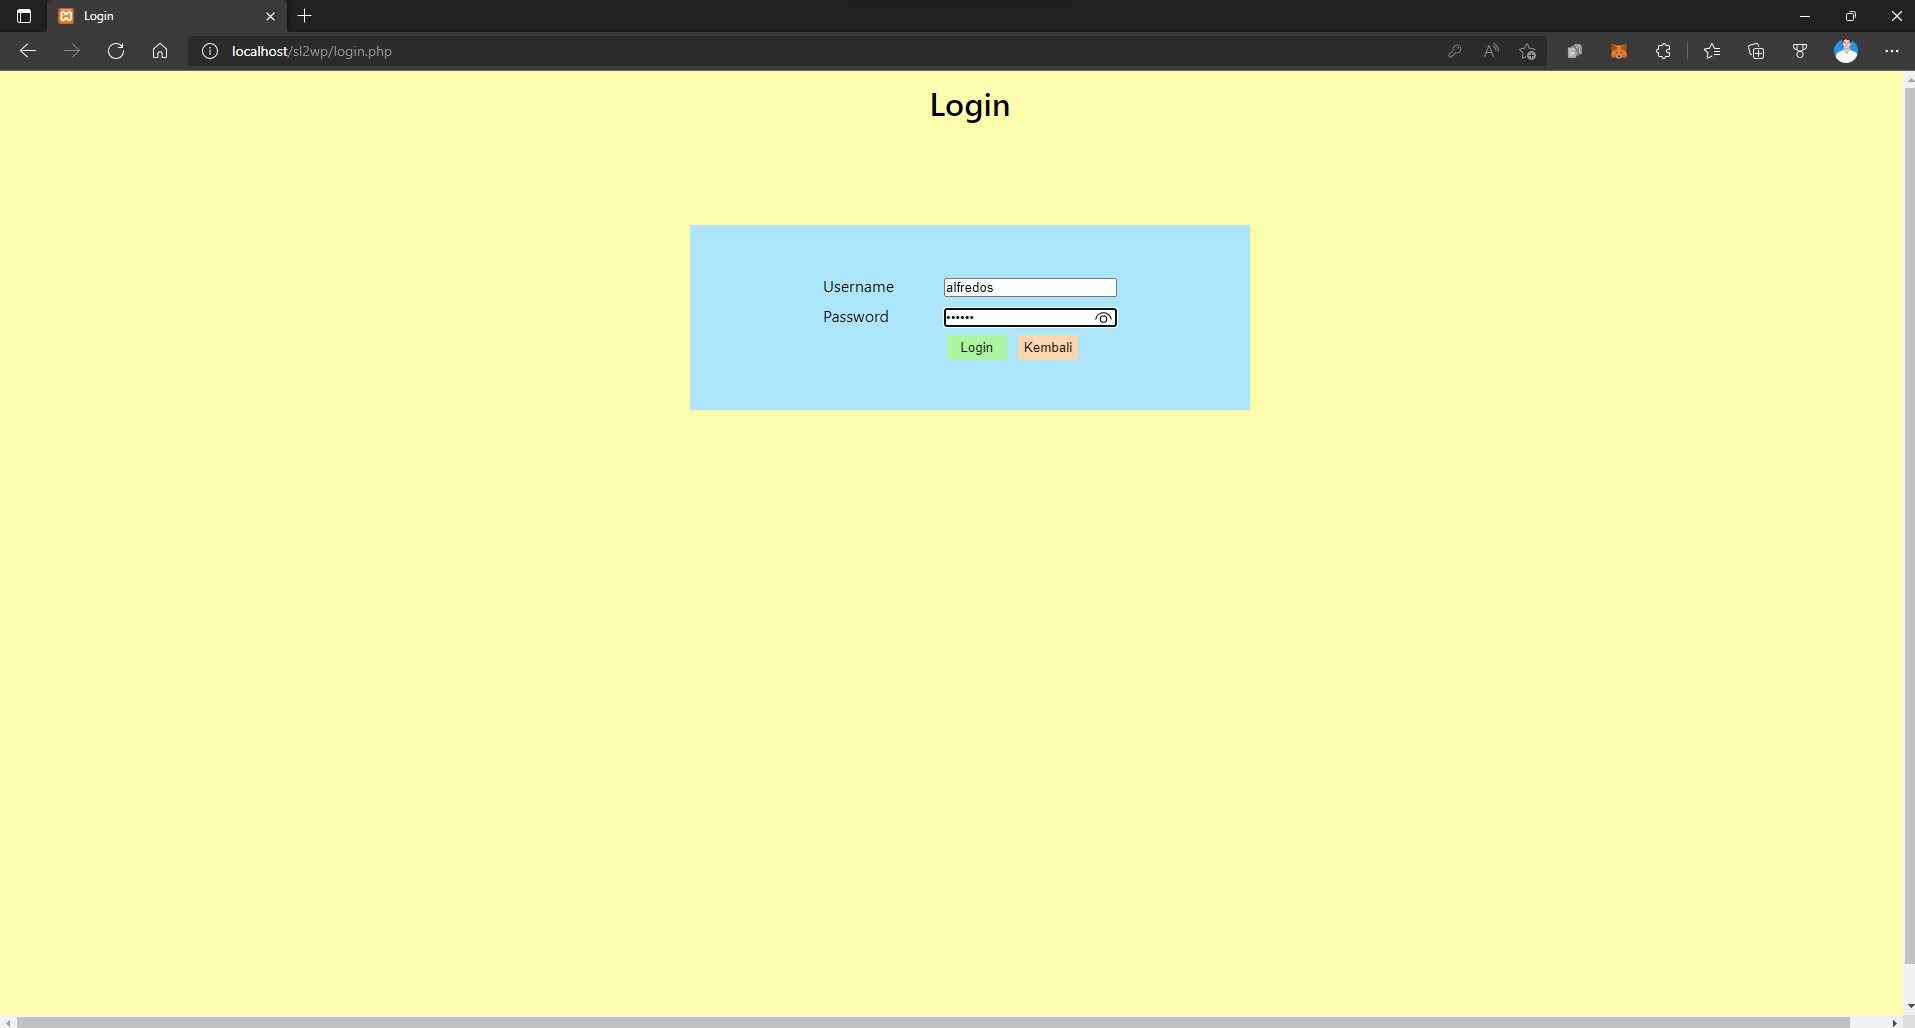 Login
localhost/sl2wp/login.php
Login
Username alfredos
Password ••••••
Login Kembali